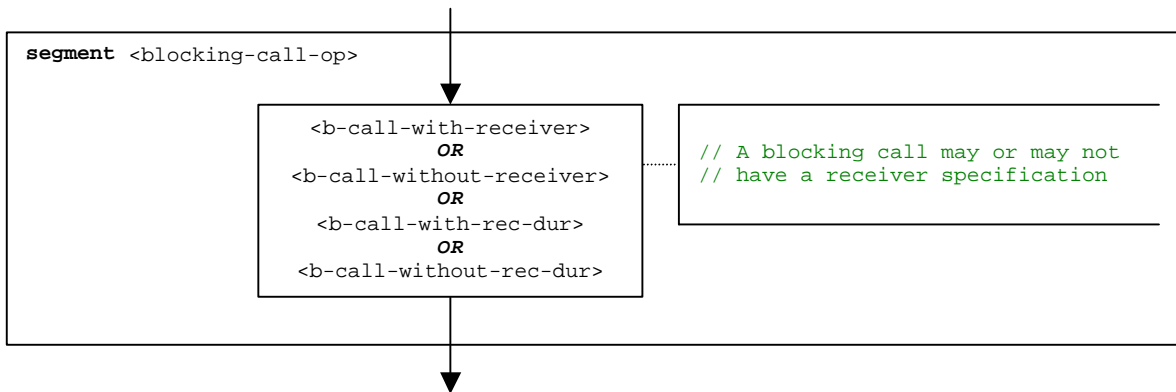 segment <blocking-call-op>
<b-call-with-receiver>
OR
<b-call-without-receiver>
OR
<b-call-with-rec-dur>
OR
<b-call-without-rec-dur>
// A blocking call may or may not
// have a receiver specification